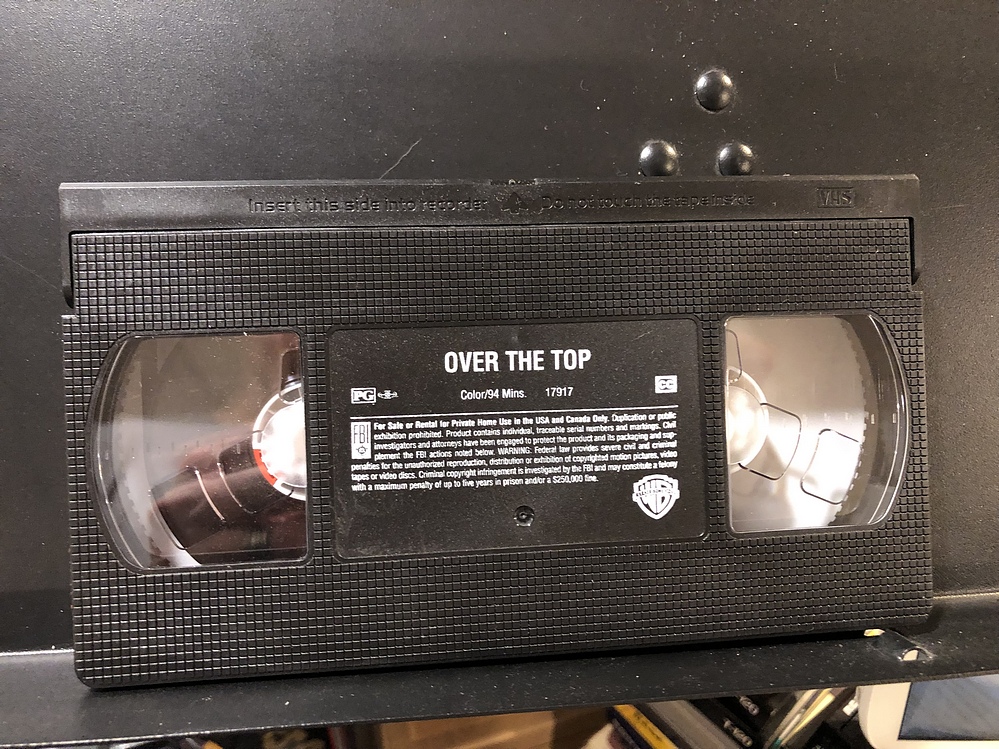 Insert this side into recorder Do not touch the tape inside VHS
OVER THE TOP
PG Color/94 Mins. 17917 CC
FBI For Sale or Rental for Private Home Use in the USA and Canada Only. Duplication or public
exhibition prohibited. Product contains individual, traceable serial numbers and markings. Civil
investigators and attorneys have been engaged to protect the product and its packaging and sup-
plement the FBI actions noted below. WARNING: Federal law provides severe civil and criminal
penalties for the unauthorized reproduction, distribution or exhibition of copyrighted motion pictures, video
tapes or video discs. Criminal copyright infringement is investigated by the FBI and may constitute a felony
with a maximum penalty of up to five years in prison and/or a $250,000 fine.
WB